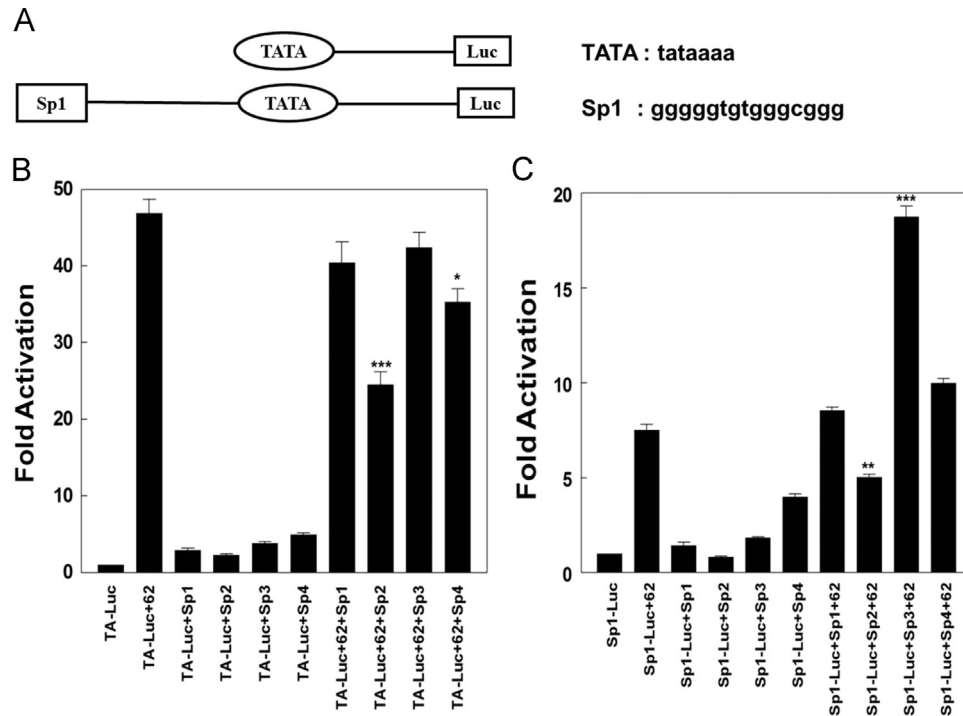 A
TATA
Luc
TATA : tataaaa
Sp1
TATA
Luc
Sp1 : gggggtgtgggcggg
B
Fold Activation
50
40
30
20
10
0
***
*
TA-Luc
TA-Luc+62
TA-Luc+Sp1
TA-Luc+Sp2
TA-Luc+Sp3
TA-Luc+Sp4
TA-Luc+62+Sp1
TA-Luc+62+Sp2
TA-Luc+62+Sp3
TA-Luc+62+Sp4
C
Fold Activation
20
15
10
5
0
**
***
Sp1-Luc
Sp1-Luc+62
Sp1-Luc+Sp1
Sp1-Luc+Sp2
Sp1-Luc+Sp3
Sp1-Luc+Sp4
Sp1-Luc+Sp1+62
Sp1-Luc+Sp2+62
Sp1-Luc+Sp3+62
Sp1-Luc+Sp4+62